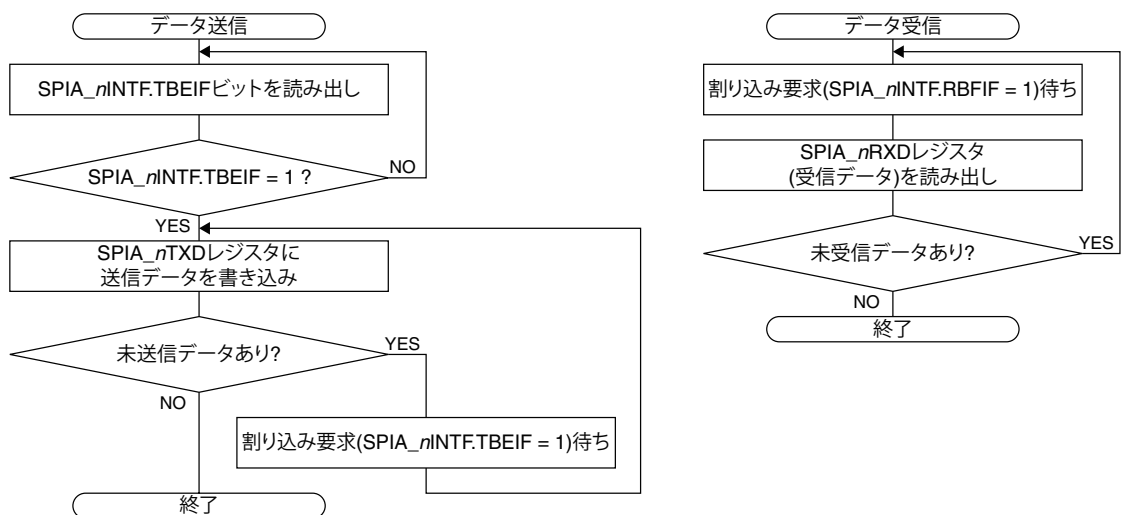 データ送信
SPIA_nINTF.TBEIFビットを読み出し
SPIA_nINTF.TBEIF = 1 ?
NO
YES
SPIA_nTXDレジスタに
送信データを書き込み
未送信データあり?
YES
NO
割り込み要求(SPIA_nINTF.TBEIF = 1)待ち
終了
データ受信
割り込み要求(SPIA_nINTF.RBFIF = 1)待ち
SPIA_nRXDレジスタ
(受信データ)を読み出し
未受信データあり?
YES
NO
終了